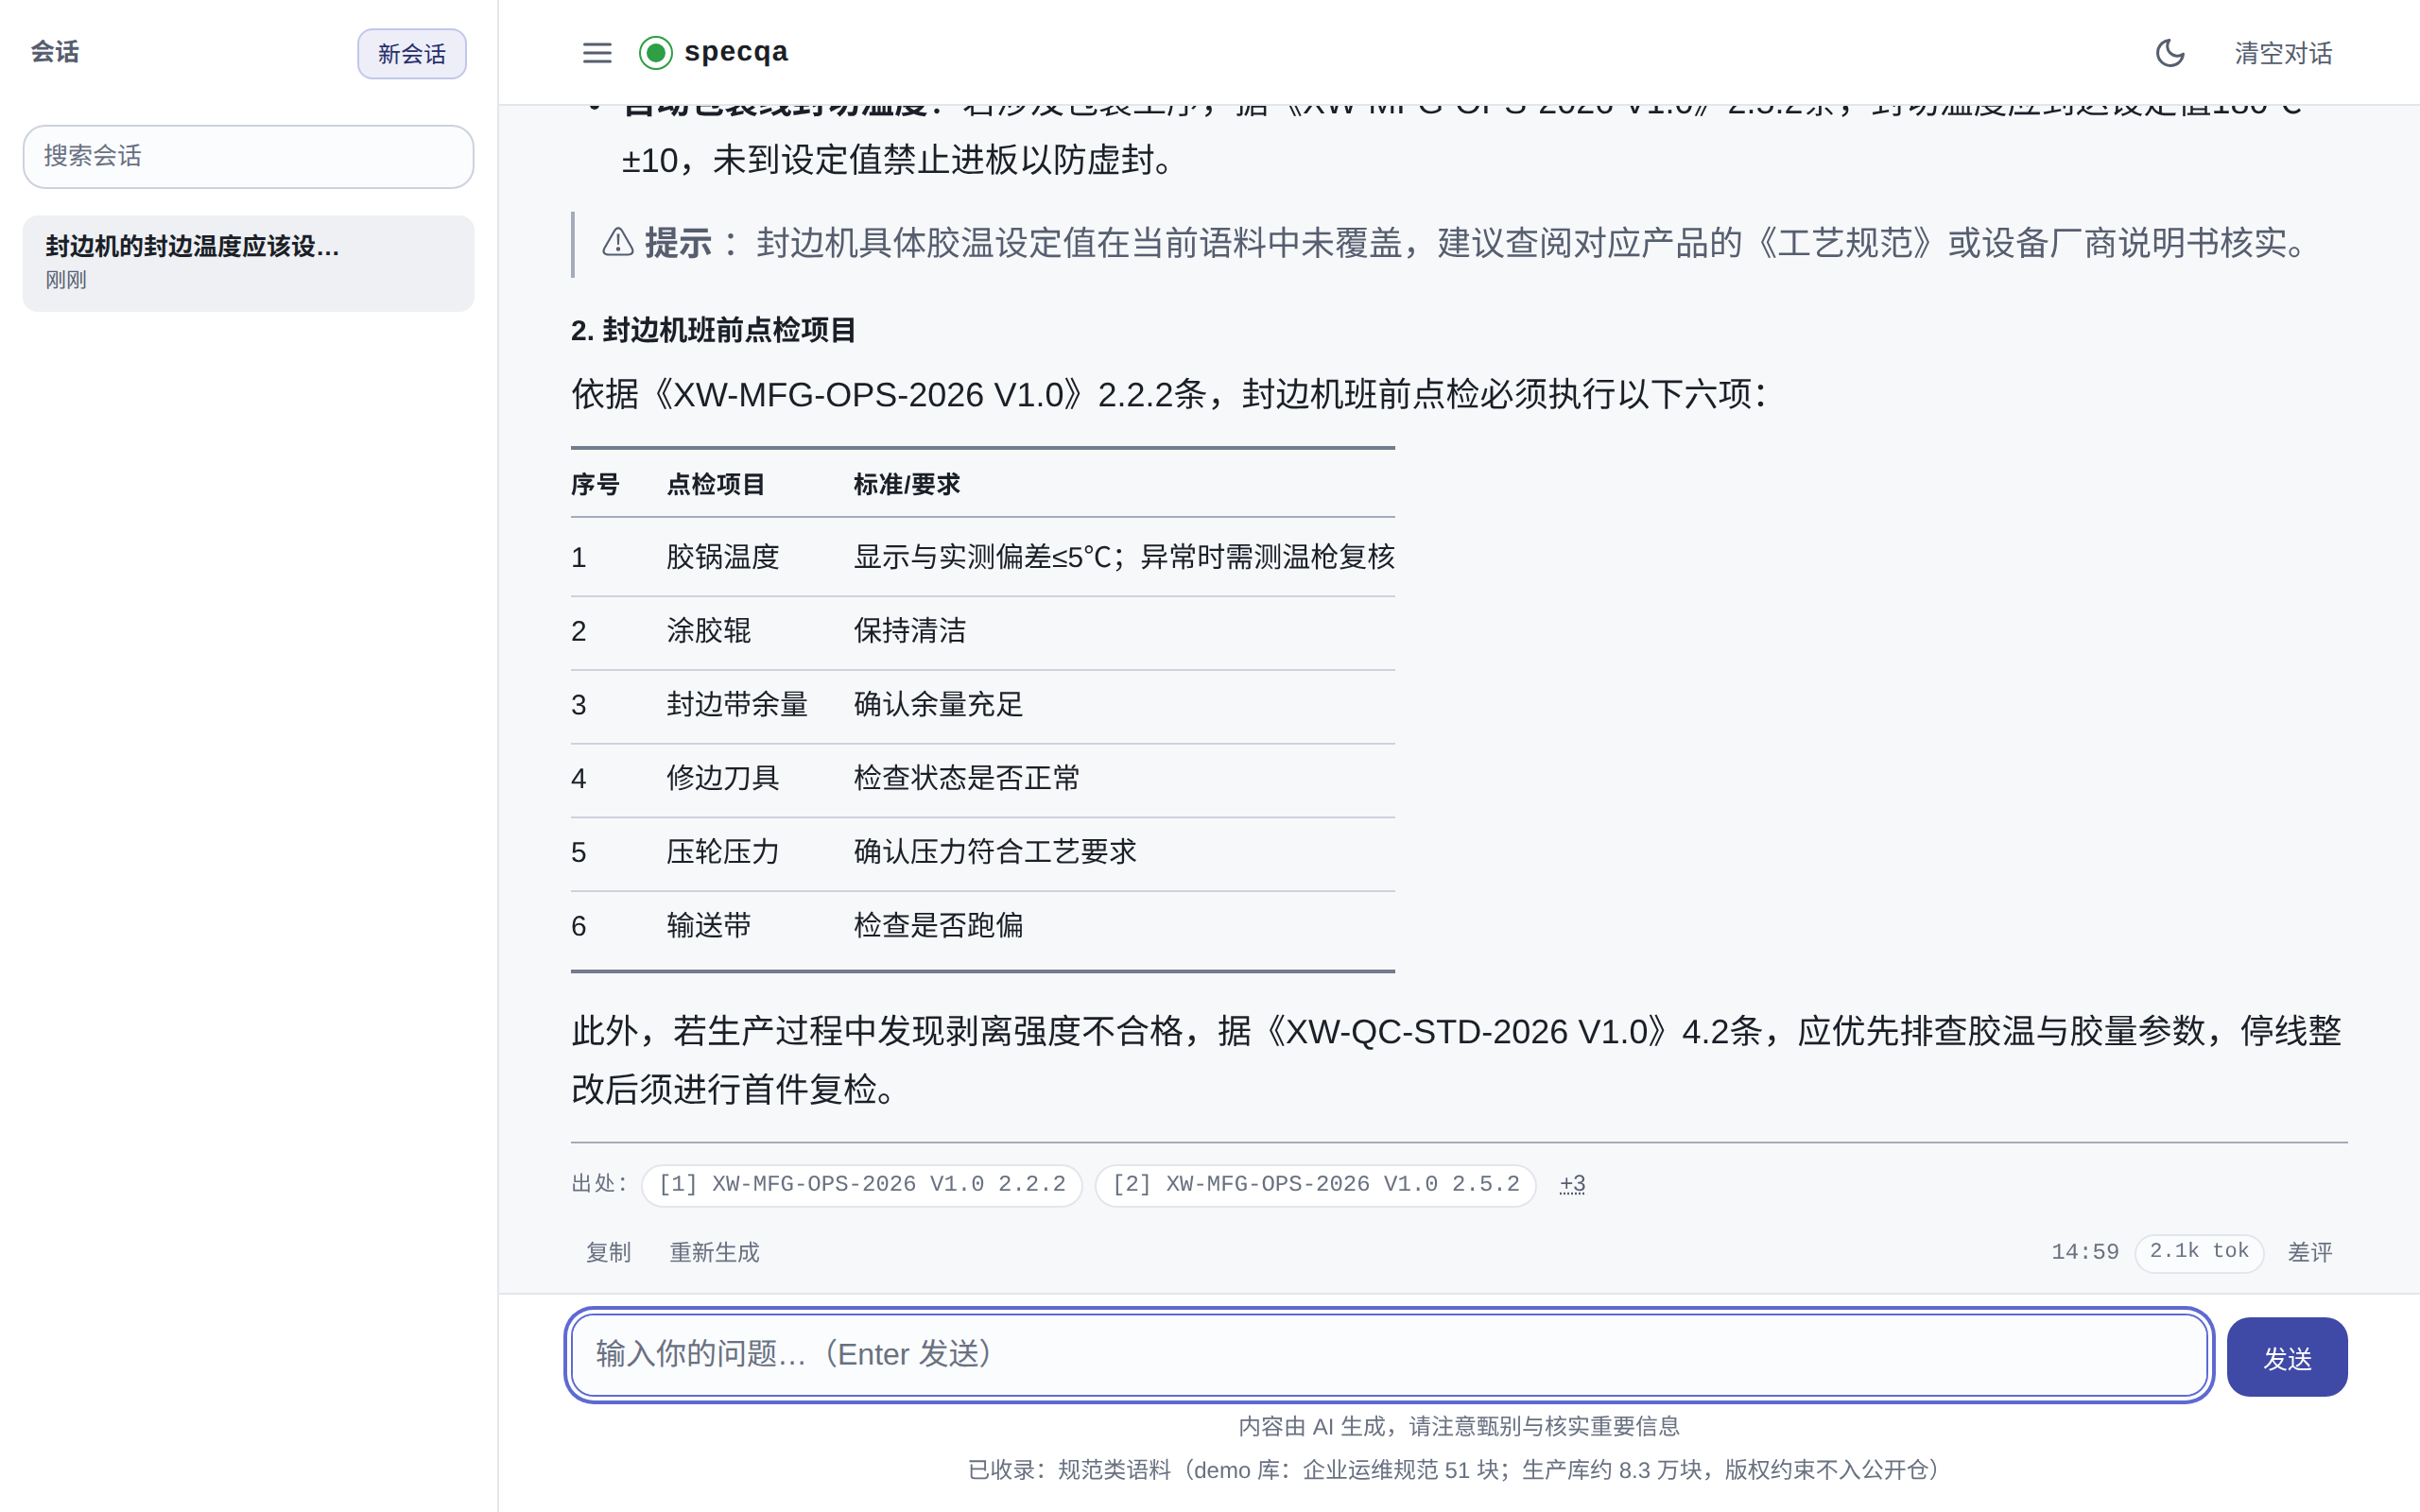 会话
新会话
搜索会话
封边机的封边温度应该设…
刚刚
specqa
清空对话
±10，未到设定值禁止进板以防虚封。
提示 ：封边机具体胶温设定值在当前语料中未覆盖，建议查阅对应产品的《工艺规范》或设备厂商说明书核实。
2. 封边机班前点检项目
依据《XW-MFG-OPS-2026 V1.0》2.2.2条，封边机班前点检必须执行以下六项：
序号 点检项目 标准/要求
1 胶锅温度 显示与实测偏差≤5℃；异常时需测温枪复核
2 涂胶辊 保持清洁
3 封边带余量 确认余量充足
4 修边刀具 检查状态是否正常
5 压轮压力 确认压力符合工艺要求
6 输送带 检查是否跑偏
此外，若生产过程中发现剥离强度不合格，据《XW-QC-STD-2026 V1.0》4.2条，应优先排查胶温与胶量参数，停线整
改后须进行首件复检。
出处： [1] XW-MFG-OPS-2026 V1.0 2.2.2 [2] XW-MFG-OPS-2026 V1.0 2.5.2 +3
复制 重新生成 14:59 2.1k tok 差评
输入你的问题…（Enter 发送）
发送
内容由 AI 生成，请注意甄别与核实重要信息
已收录：规范类语料（demo 库：企业运维规范 51 块；生产库约 8.3 万块，版权约束不入公开仓）